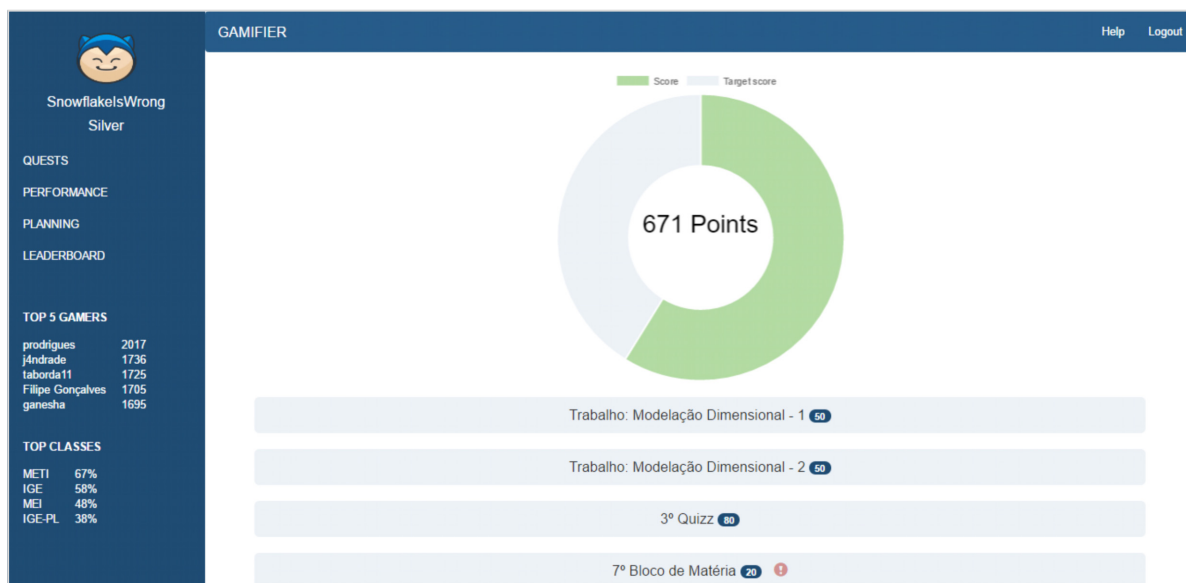 GAMIFIER
Help Logout
SnowflakeIsWrong
Silver
QUESTS
PERFORMANCE
PLANNING
LEADERBOARD
TOP 5 GAMERS
prodrigues 2017
j4ndrade 1736
taborda11 1725
Filipe Gonçalves 1705
ganesha 1695
TOP CLASSES
METI 67%
IGE 58%
MEI 48%
IGE-PL 38%
Score Target score
671 Points
Trabalho: Modelação Dimensional - 1 50
Trabalho: Modelação Dimensional - 2 50
3º Quizz 80
7º Bloco de Matéria 20 !